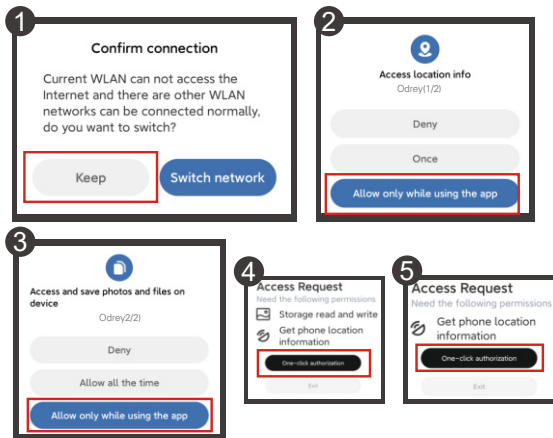 1
Confirm connection
Current WLAN can not access the
Internet and there are other WLAN
networks can be connected normally,
do you want to switch?
Keep
Switch network
2
Access location info
Odrey(1/2)
Deny
Once
Allow only while using the app
3
Access and save photos and files on
device
Odrey2/2)
Deny
Allow all the time
Allow only while using the app
4
Access Request
Need the following permissions
Storage read and write
Get phone location
information
One-click authorization
Exit
5
Access Request
Need the following permissions
Get phone location
information
One-click authorization
Exit